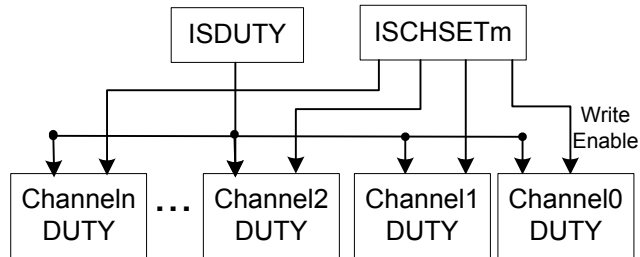 ISDUTY
ISCHSETm
Write
Enable
Channeln
DUTY
...
Channel2
DUTY
Channel1
DUTY
Channel0
DUTY